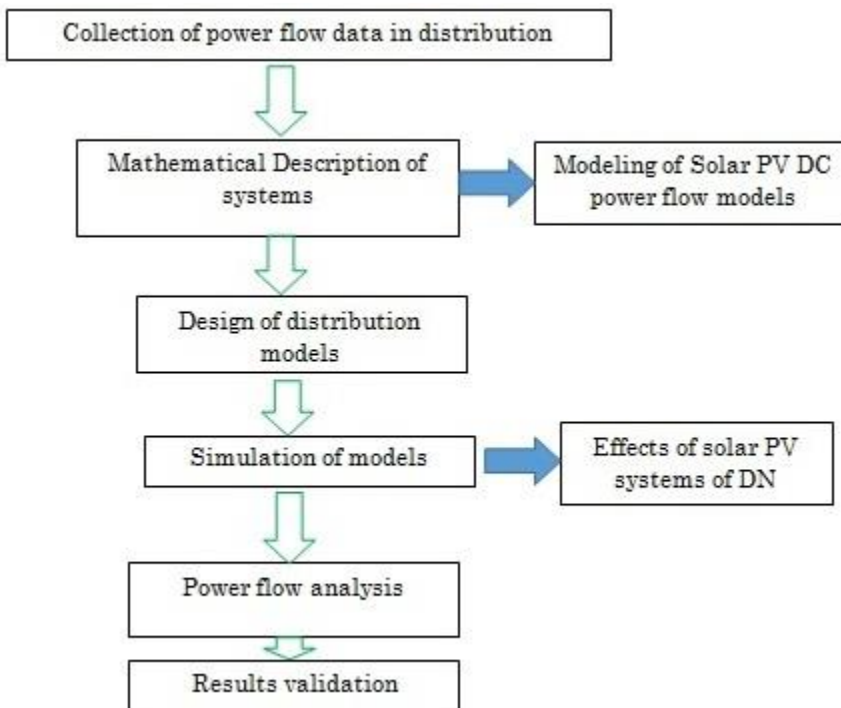 Collection of power flow data in distribution
Mathematical Description of
systems
Modeling of Solar PV DC
power flow models
Design of distribution
models
Simulation of models
Effects of solar PV
systems of DN
Power flow analysis
Results validation